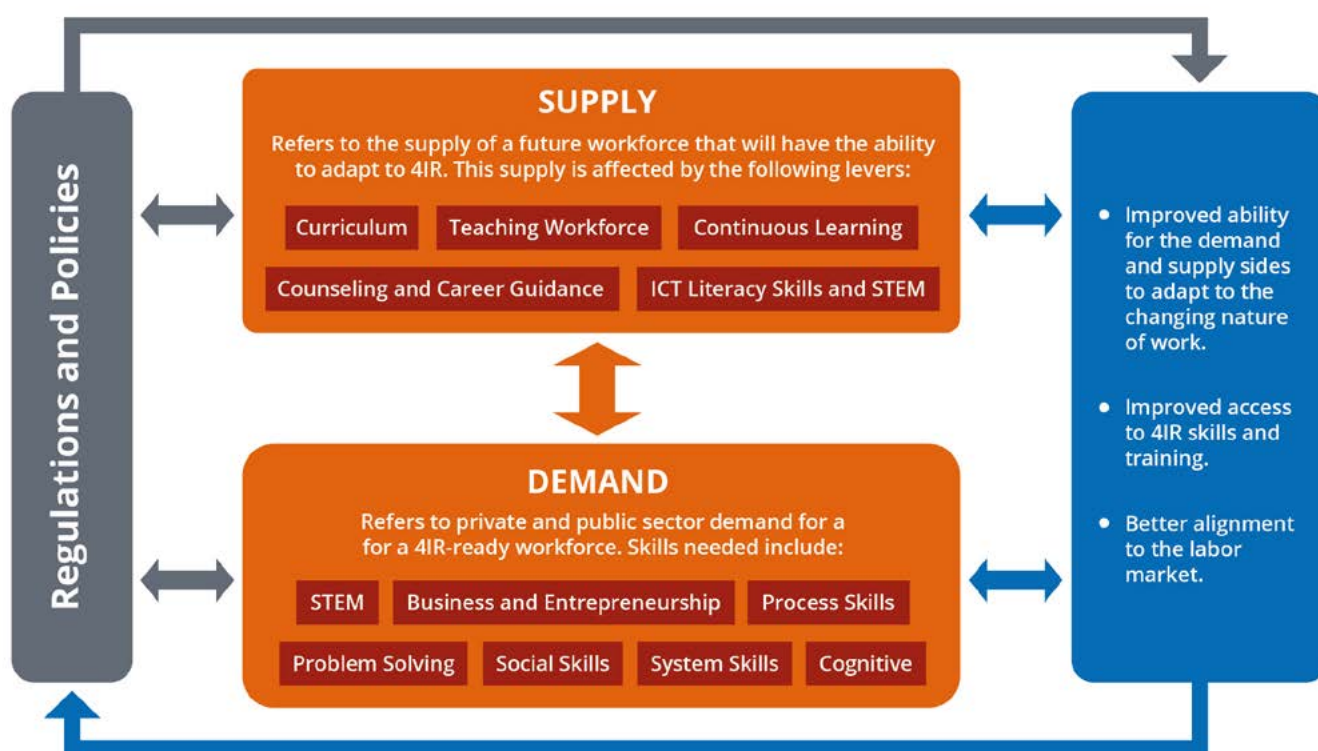 Regulations and Policies
SUPPLY
Refers to the supply of a future workforce that will have the ability
to adapt to 4IR. This supply is affected by the following levers:
Curriculum
Teaching Workforce
Continuous Learning
Counseling and Career Guidance
ICT Literacy Skills and STEM
DEMAND
Refers to private and public sector demand for a
for a 4IR-ready workforce. Skills needed include:
STEM
Business and Entrepreneurship
Process Skills
Problem Solving
Social Skills
System Skills
Cognitive
• Improved ability
for the demand
and supply sides
to adapt to the
changing nature
of work.
• Improved access
to 4IR skills and
training.
• Better alignment
to the labor
market.